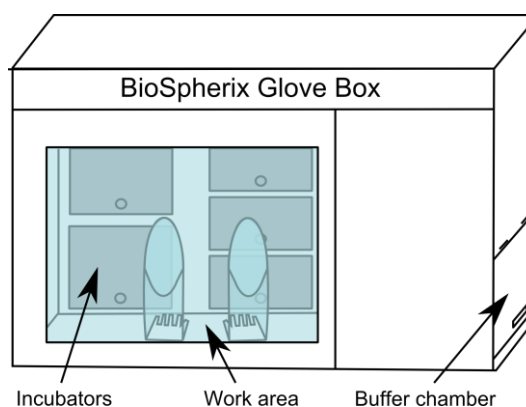 BioSpherix Glove Box
Incubators
Work area
Buffer chamber